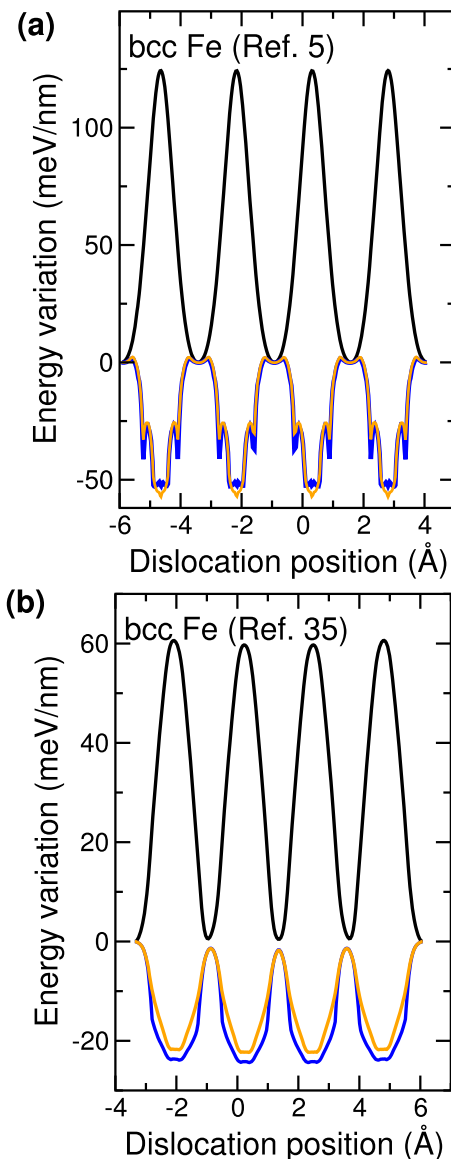 (a)
bcc Fe (Ref. 5)
Energy variation (meV/nm)
100
50
0
-50
-6 -4 -2 0 2 4
Dislocation position (Å)
(b)
bcc Fe (Ref. 35)
Energy variation (meV/nm)
60
40
20
0
-20
-4 -2 0 2 4 6
Dislocation position (Å)